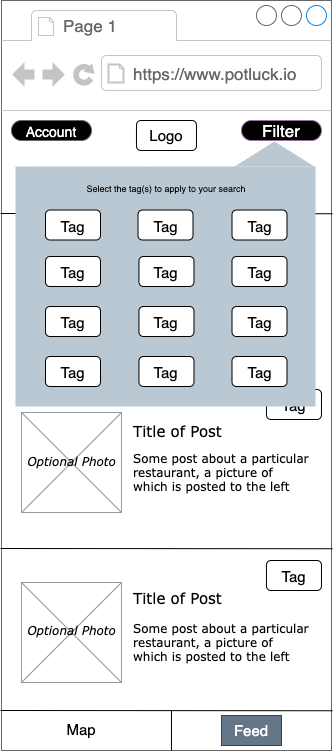 Page 1
https://www.potluck.io
Account
Logo
Filter
Select the tag(s) to apply to your search
Tag Tag Tag
Tag Tag Tag
Tag Tag Tag
Tag Tag Tag
Tag
Optional Photo
Title of Post
Some post about a particular
restaurant, a picture of
which is posted to the left
Tag
Optional Photo
Title of Post
Some post about a particular
restaurant, a picture of
which is posted to the left
Map
Feed